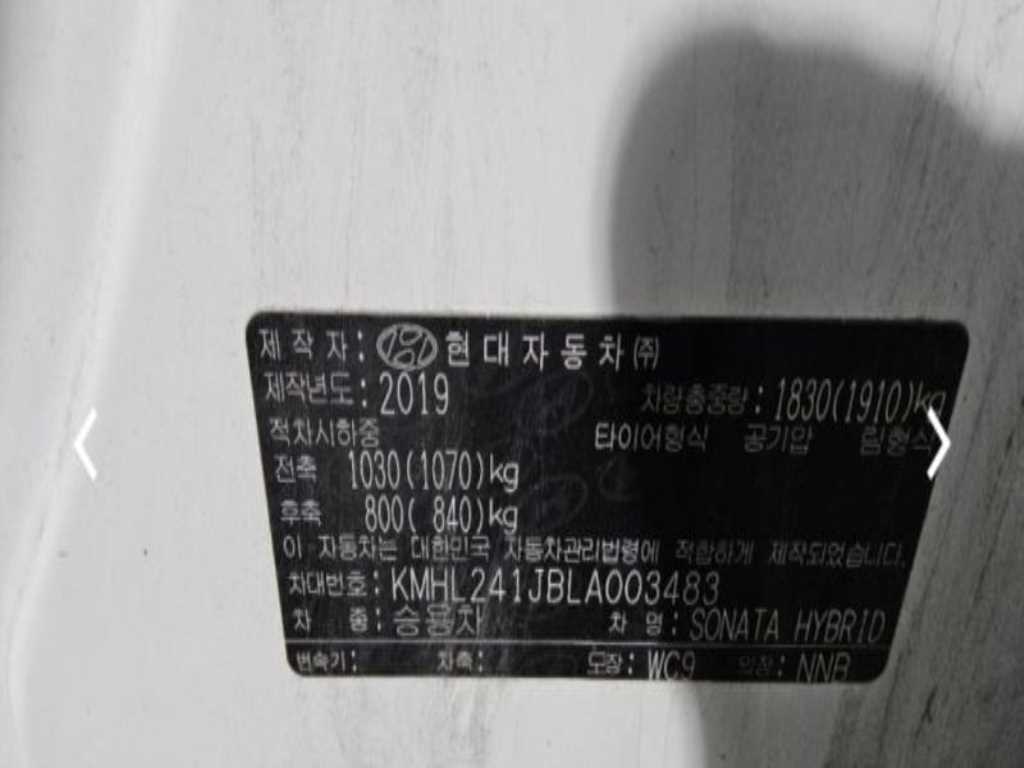 제 작 자 : 현 대 자 동 차 ㈜
제작년도 : 2019 차량총중량 : 1830(1910)kg
적차시하중 타이어형식 공기압 림형식
전축 1030(1070)kg
후축 800( 840)kg
이 자동차는 대한민국 자동차관리법령에 적합하게 제작되었습니다.
차대번호 : KMHL241JBLA003483
차 종 : 승용차 차 명 : SONATA HYBRID
변속기 : 차축 : 도장 : WC9 의장 : NNB